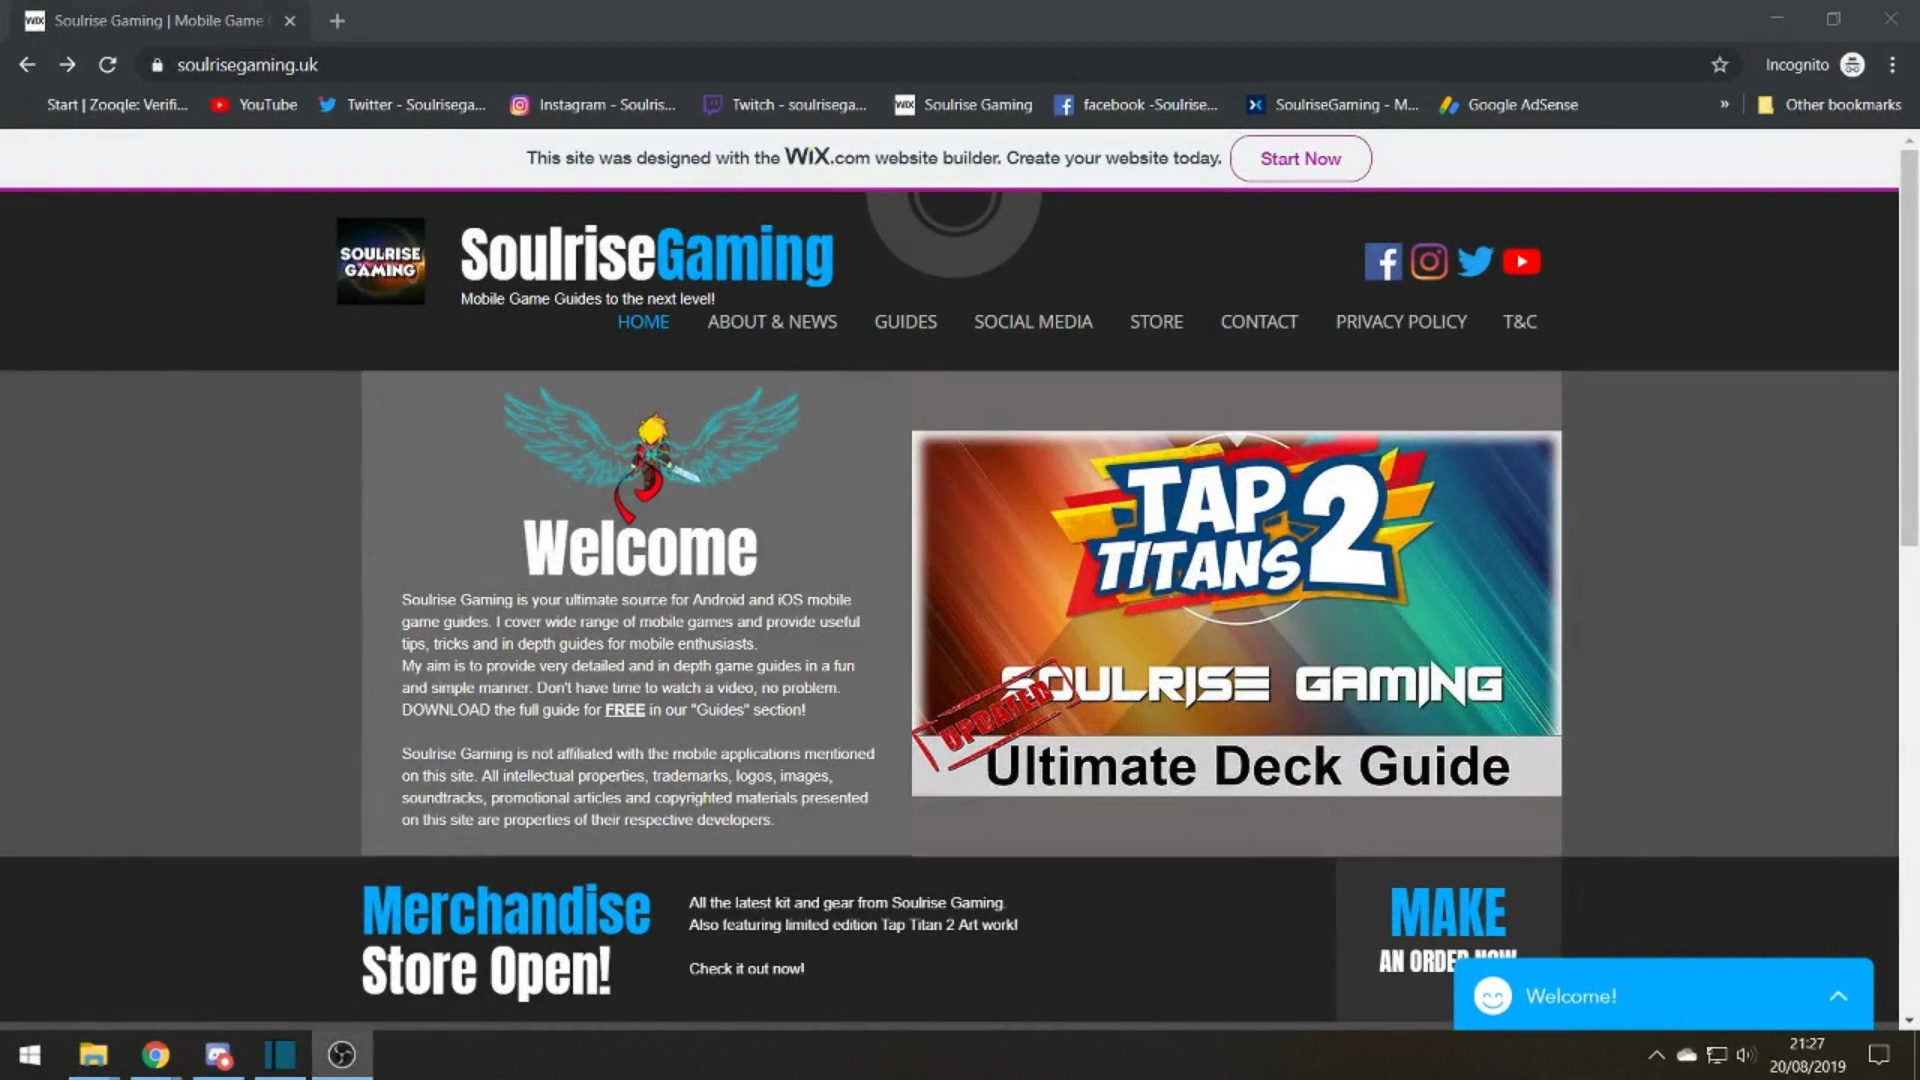 Soulrise Gaming | Mobile Game
soulrisegaming.uk
Incognito
Start | Zooqle: Verifi...
YouTube
Twitter - Soulrisega...
Instagram - Soulris...
Twitch - soulrisega...
WIX
Soulrise Gaming
facebook -Soulrise...
SoulriseGaming - M...
Google AdSense
»
Other bookmarks
This site was designed with the WiX.com website builder. Create your website today.
Start Now
SOULRISE
GAMING
SoulriseGaming
Mobile Game Guides to the next level!
HOME
ABOUT & NEWS
GUIDES
SOCIAL MEDIA
STORE
CONTACT
PRIVACY POLICY
T&C
Welcome
Soulrise Gaming is your ultimate source for Android and iOS mobile
game guides. I cover wide range of mobile games and provide useful
tips, tricks and in depth guides for mobile enthusiasts.
My aim is to provide very detailed and in depth game guides in a fun
and simple manner. Don't have time to watch a video, no problem.
DOWNLOAD the full guide for FREE in our "Guides" section!
Soulrise Gaming is not affiliated with the mobile applications mentioned
on this site. All intellectual properties, trademarks, logos, images,
soundtracks, promotional articles and copyrighted materials presented
on this site are properties of their respective developers.
TAP
TITANS 2
SOULRISE GAMING
UPDATED
Ultimate Deck Guide
Merchandise
Store Open!
All the latest kit and gear from Soulrise Gaming.
Also featuring limited edition Tap Titan 2 Art work!
Check it out now!
MAKE
AN ORDER NOW
Welcome!
21:27
20/08/2019